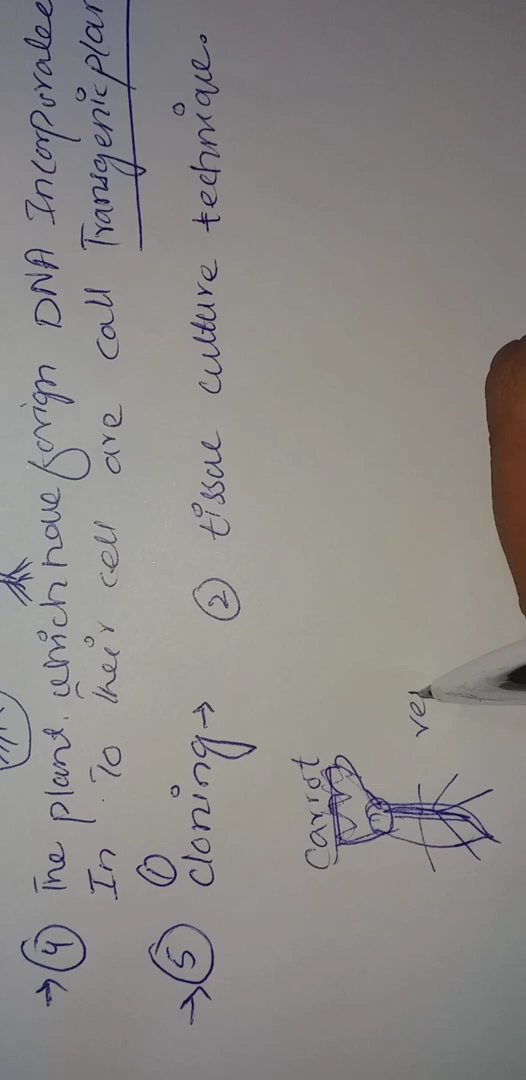 → ④ The plant. which have forign DNA Incorporatee
In To their cell are call Transgenic plan
→ ⑤ ① cloning → ② tissue culture technique.
Carrot
ve